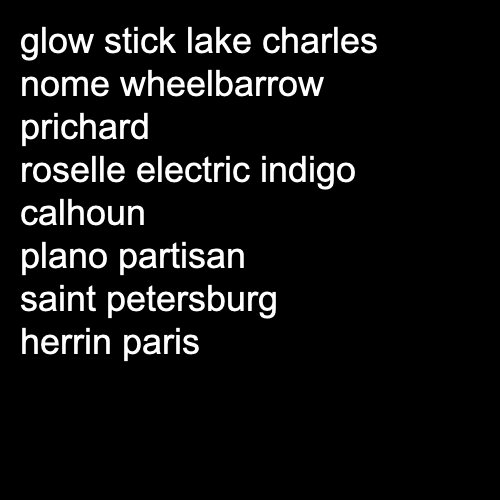 glow stick lake charles
nome wheelbarrow
prichard
roselle electric indigo
calhoun
plano partisan
saint petersburg
herrin paris